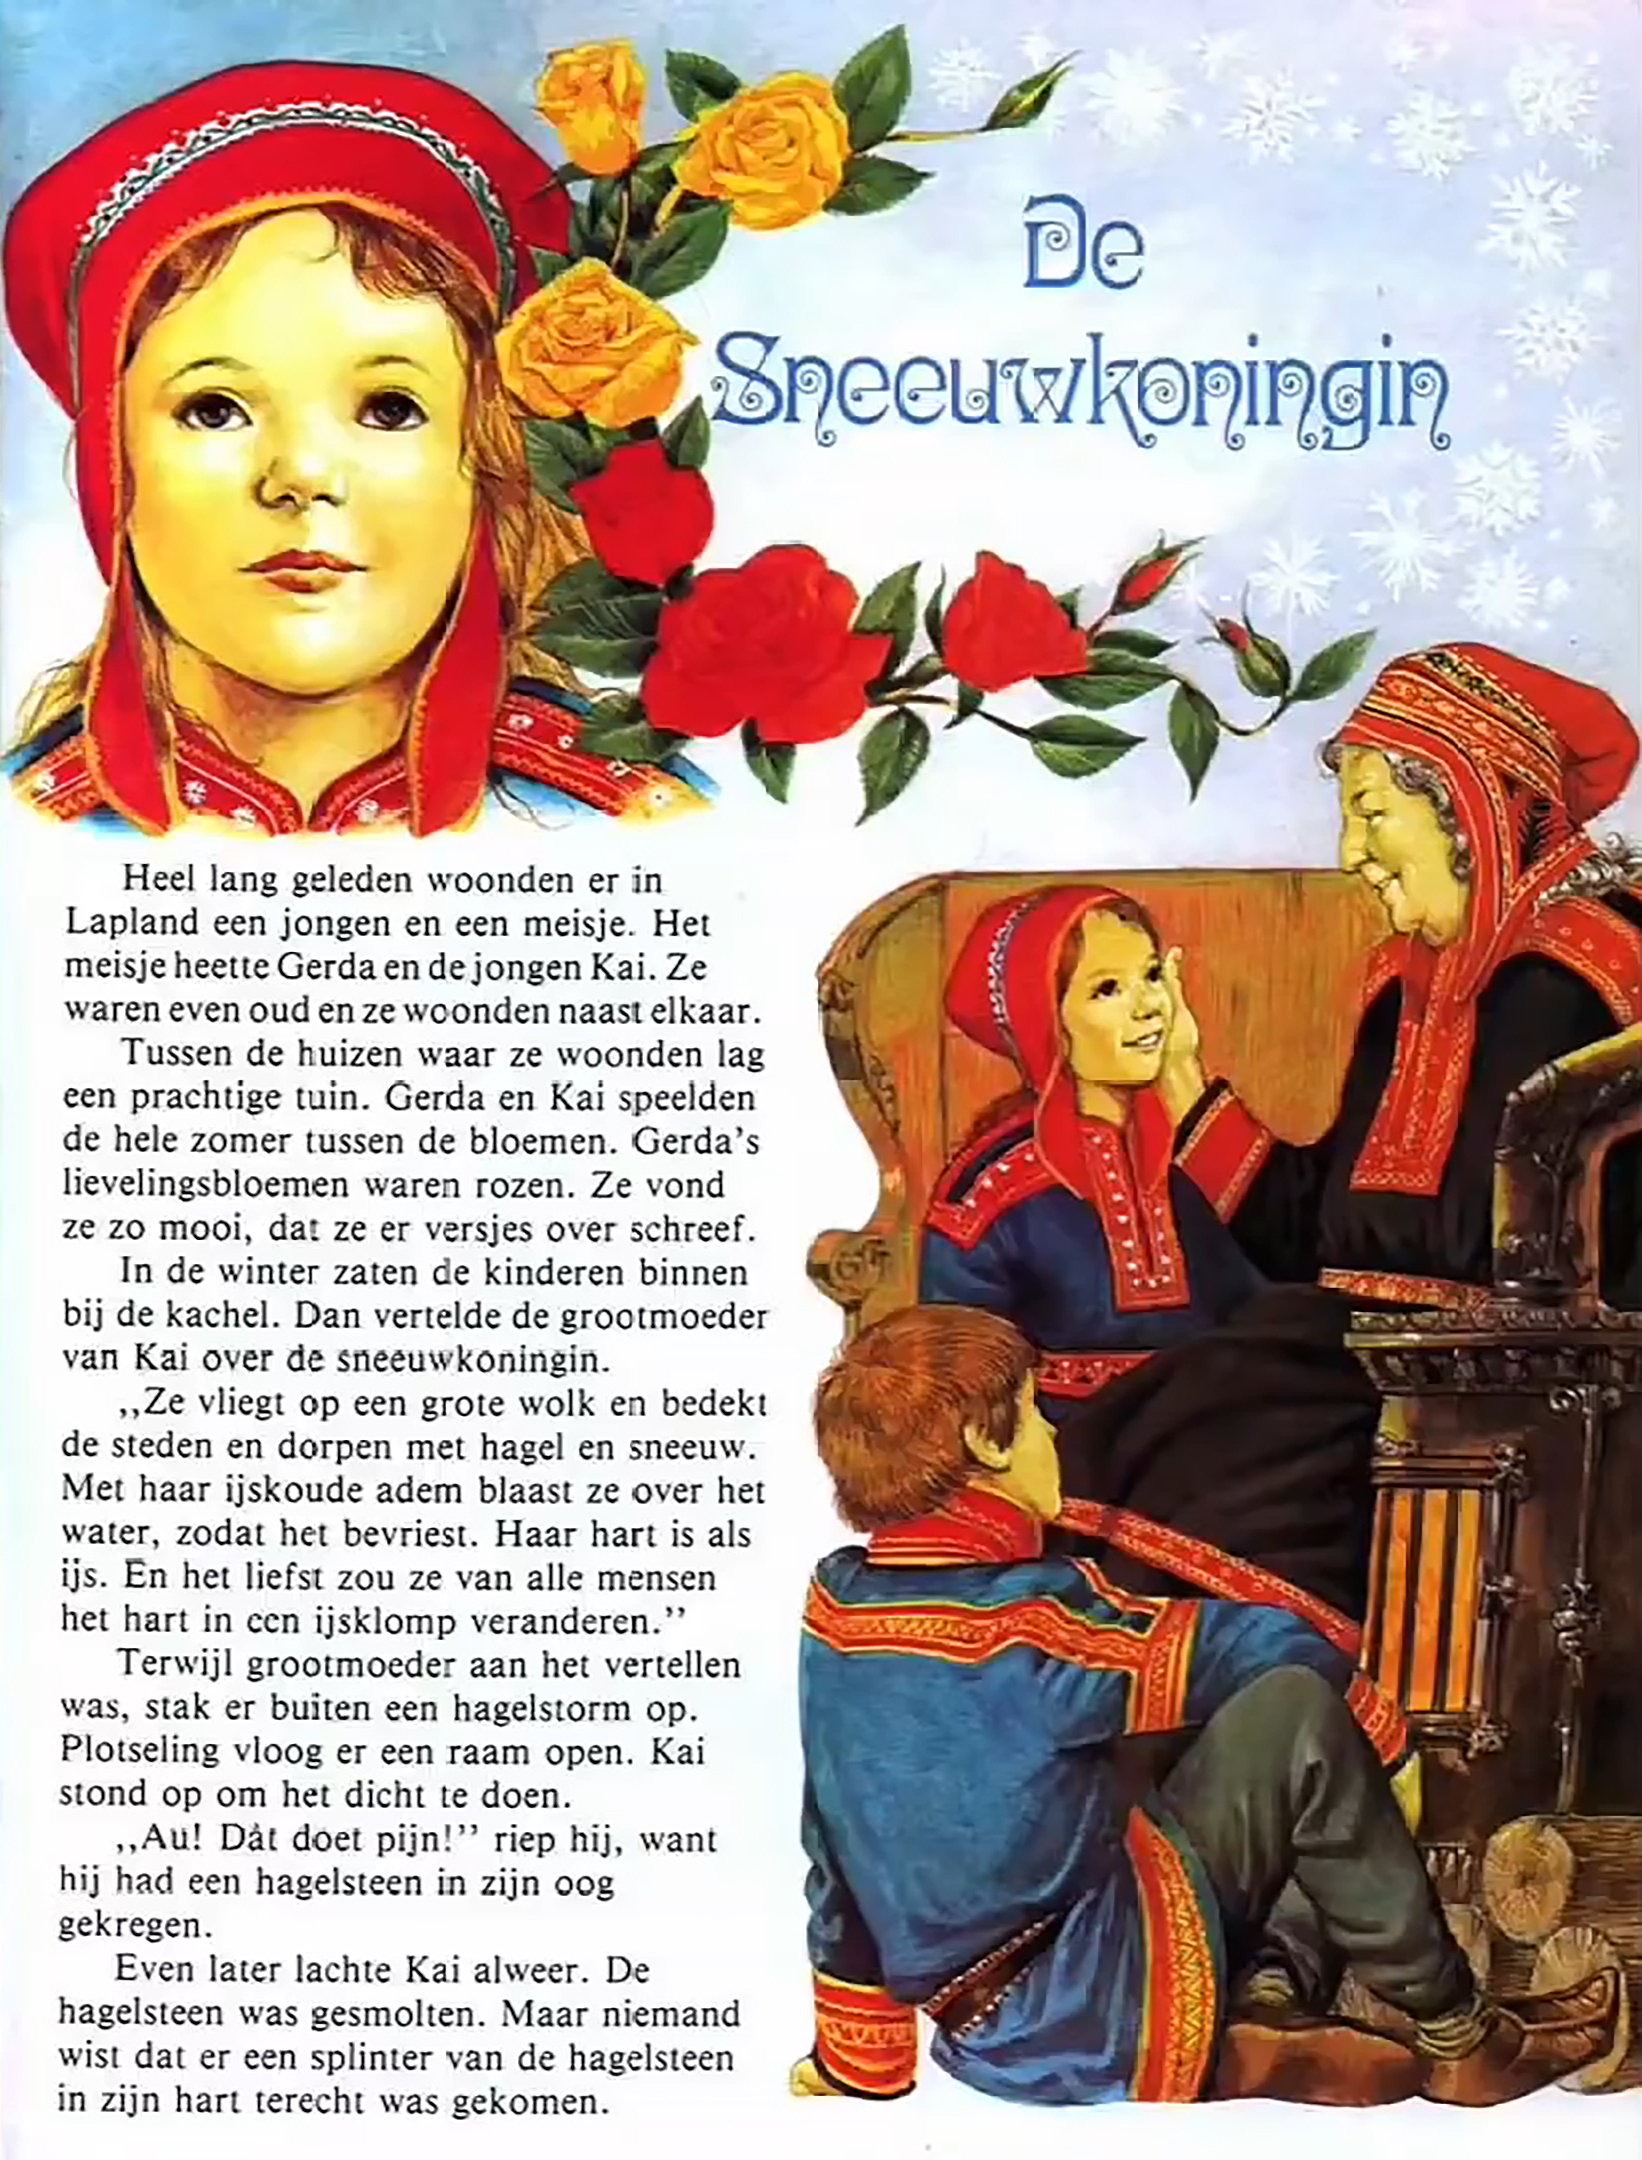 De
Sneeuwkoningin
Heel lang geleden woonden er in
Lapland een jongen en een meisje. Het
meisje heette Gerda en de jongen Kai. Ze
waren even oud en ze woonden naast elkaar.
Tussen de huizen waar ze woonden lag
een prachtige tuin. Gerda en Kai speelden
de hele zomer tussen de bloemen. Gerda's
lievelingsbloemen waren rozen. Ze vond
ze zo mooi, dat ze er versjes over schreef.
In de winter zaten de kinderen binnen
bij de kachel. Dan vertelde de grootmoeder
van Kai over de sneeuwkoningin.
,,Ze vliegt op een grote wolk en bedekt
de steden en dorpen met hagel en sneeuw.
Met haar ijskoude adem blaast ze over het
water, zodat het bevriest. Haar hart is als
ijs. En het liefst zou ze van alle mensen
het hart in een ijsklomp veranderen.''
Terwijl grootmoeder aan het vertellen
was, stak er buiten een hagelstorm op.
Plotseling vloog er een raam open. Kai
stond op om het dicht te doen.
,,Au! Dát doet pijn!'' riep hij, want
hij had een hagelsteen in zijn oog
gekregen.
Even later lachte Kai alweer. De
hagelsteen was gesmolten. Maar niemand
wist dat er een splinter van de hagelsteen
in zijn hart terecht was gekomen.